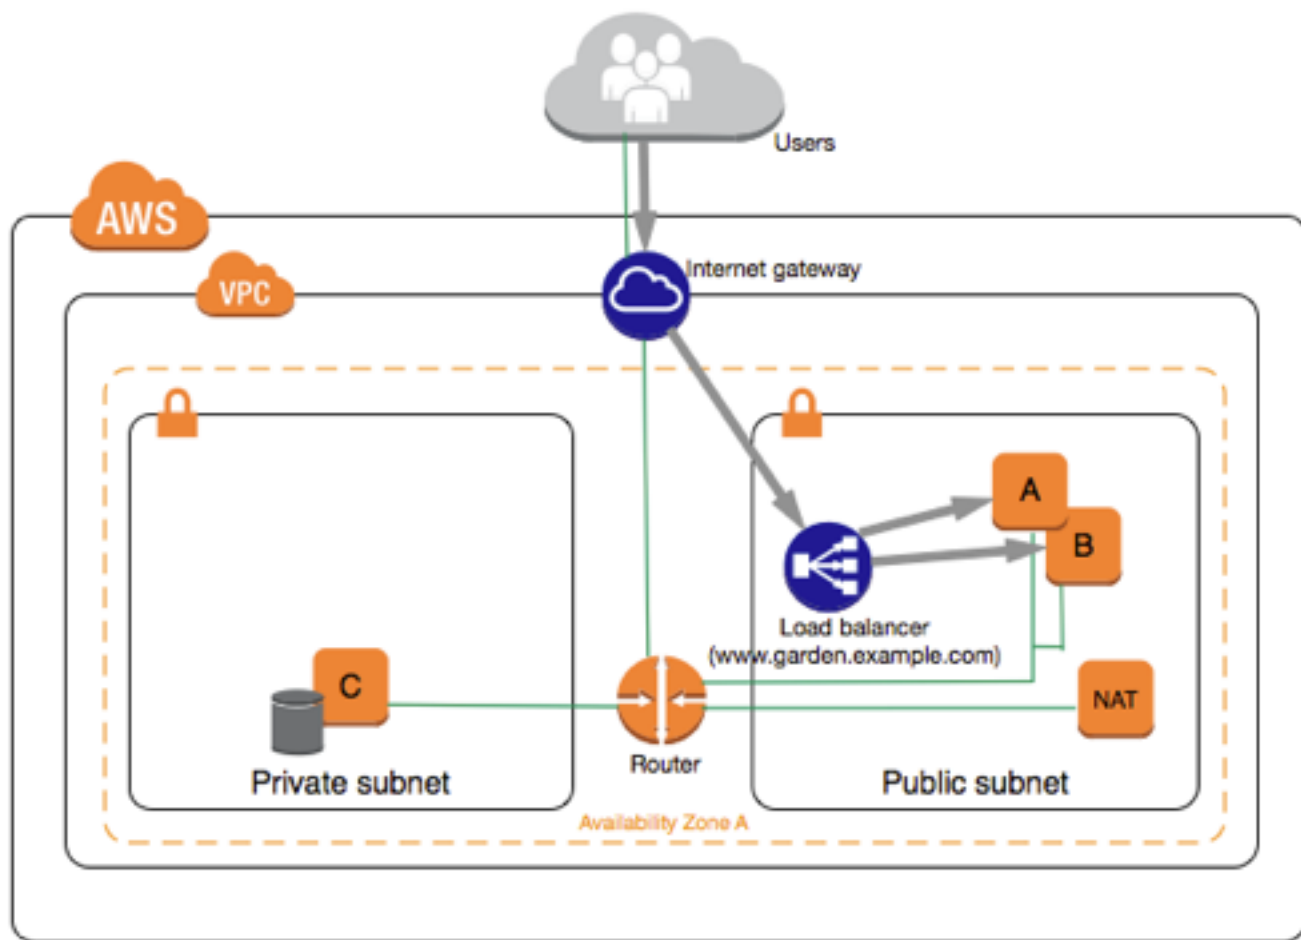 Users
AWS
VPC
Internet gateway
A
B
Load balancer
(www.garden.example.com)
C
NAT
Router
Private subnet
Public subnet
Availability Zone A